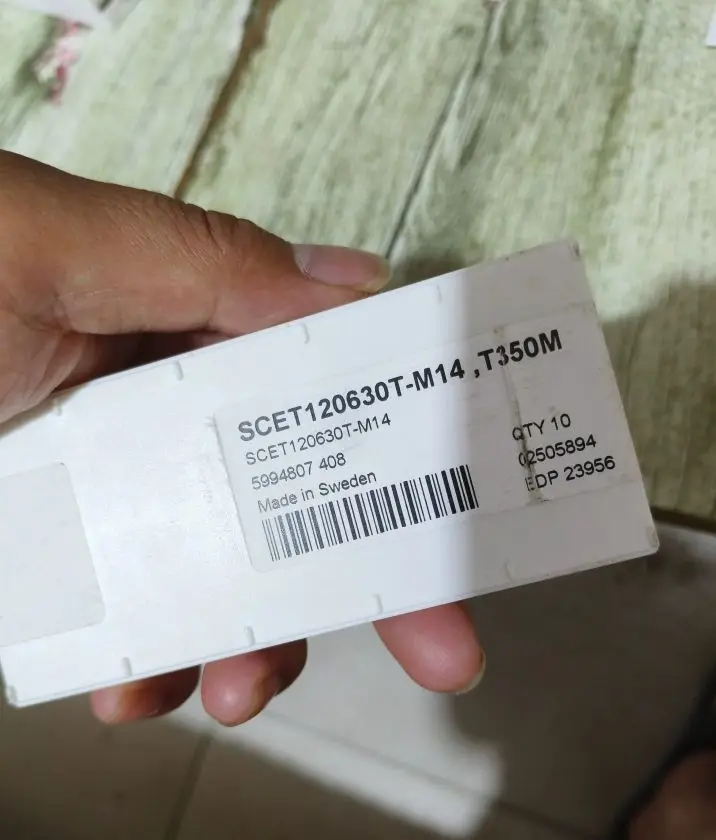 SCET120630T-M14 ,T350M
SCET120630T-M14
5994807 408
Made in Sweden
QTY 10
02505894
EDP 23956